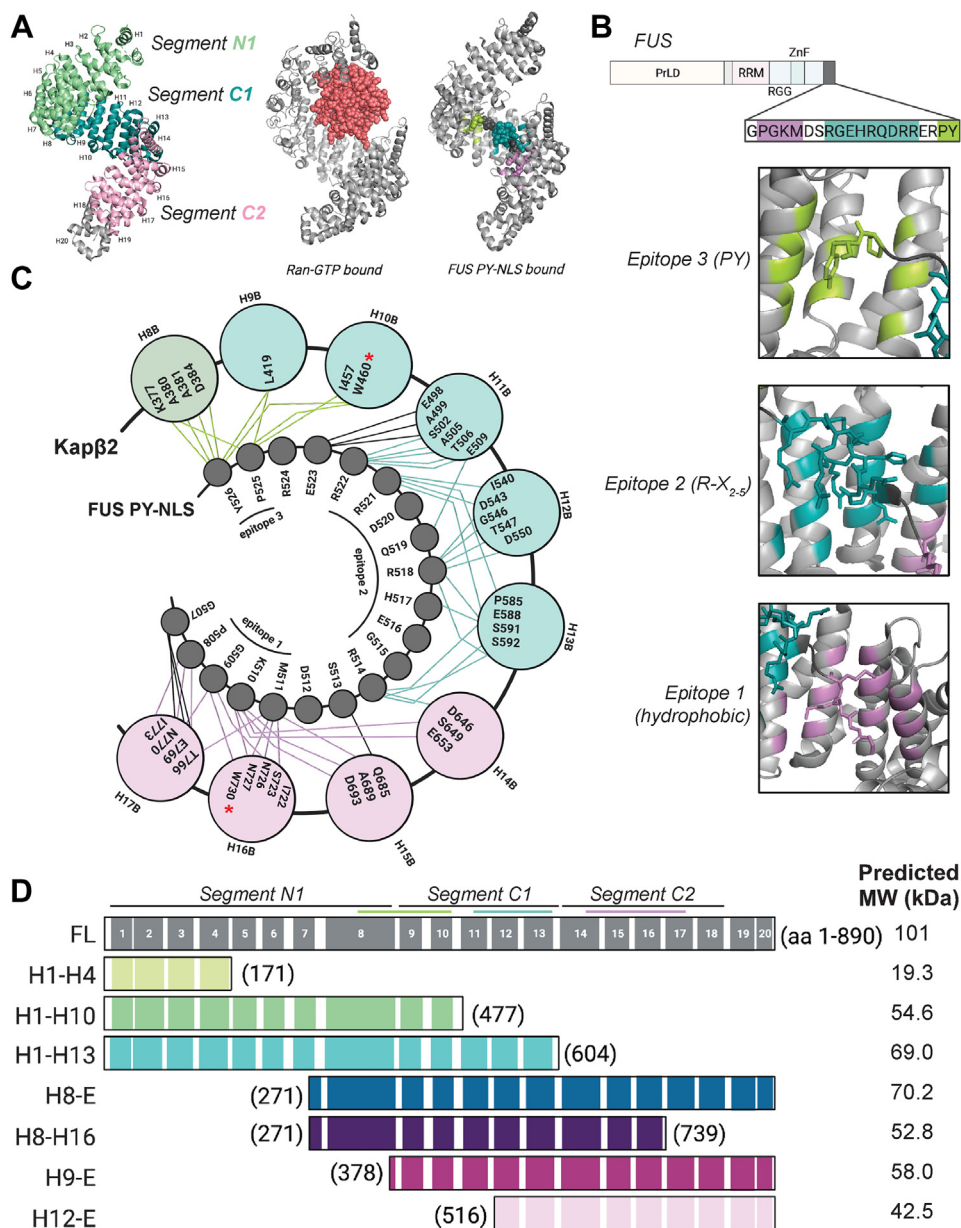 A
H1
H2
H3
H4
H5
H6
H7
H8
H9
H10
H11
H12
H13
H14
H15
H16
H17
H18
H19
H20
Segment N1
Segment C1
Segment C2
Ran-GTP bound
FUS PY-NLS bound
B
FUS
ZnF
PrLD
RRM
RGG
GPGKMDSRGEHRQDRRERPY
Epitope 3 (PY)
Epitope 2 (R-X2-5)
Epitope 1
(hydrophobic)
C
Kapβ2
FUS PY-NLS
H8B
K377
A380
A381
D384
H9B
L419
H10B
I457
W460*
H11B
E498
A499
S502
A505
T506
E509
H12B
I540
D543
G546
T547
D550
H13B
P585
E588
S591
S592
H14B
D646
S649
E653
H15B
Q685
A689
D693
H16B
I722
S723
N726
N727
W730
*
H17B
T766
E769
N770
I773
Y526
P525
R524
E523
R522
R521
D520
Q519
R518
H517
E516
G515
R514
S513
D512
M511
K510
G509
P508
G507
epitope 3
epitope 2
epitope 1
D
Segment N1
Segment C1
Segment C2
Predicted
MW (kDa)
FL 1 2 3 4 5 6 7 8 9 10 11 12 13 14 15 16 17 18 19 20 (aa 1-890) 101
H1-H4 (171) 19.3
H1-H10 (477) 54.6
H1-H13 (604) 69.0
H8-E (271) 70.2
H8-H16 (271) (739) 52.8
H9-E (378) 58.0
H12-E (516) 42.5